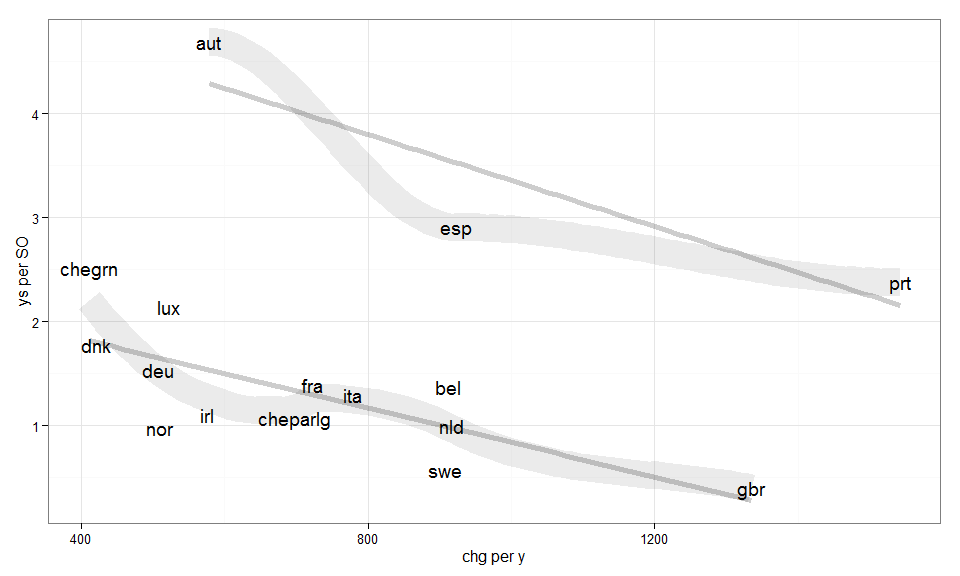 aut
4
3
esp
prt
chegrn
ys per SO
lux
2
dnk
deu
fra
ita
bel
irl
cheparlg
nor
nld
1
swe
gbr
400
800
1200
chg per y